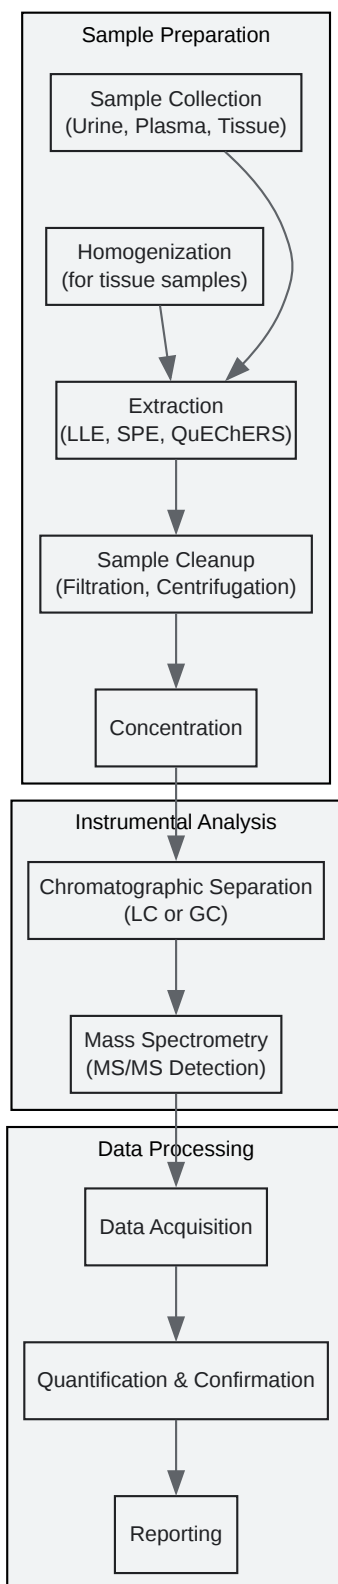 Sample Preparation
Sample Collection
(Urine, Plasma, Tissue)
Homogenization
(for tissue samples)
Extraction
(LLE, SPE, QuEChERS)
Sample Cleanup
(Filtration, Centrifugation)
Concentration
Instrumental Analysis
Chromatographic Separation
(LC or GC)
Mass Spectrometry
(MS/MS Detection)
Data Processing
Data Acquisition
Quantification & Confirmation
Reporting